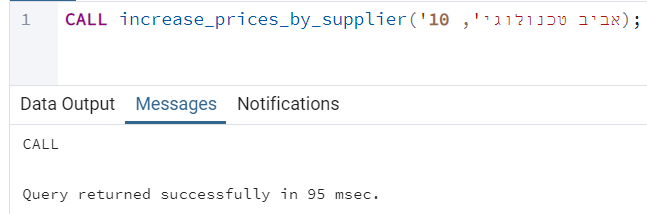 1 CALL increase_prices_by_supplier('אביב טכנולוגי', 10);
Data Output Messages Notifications
CALL
Query returned successfully in 95 msec.